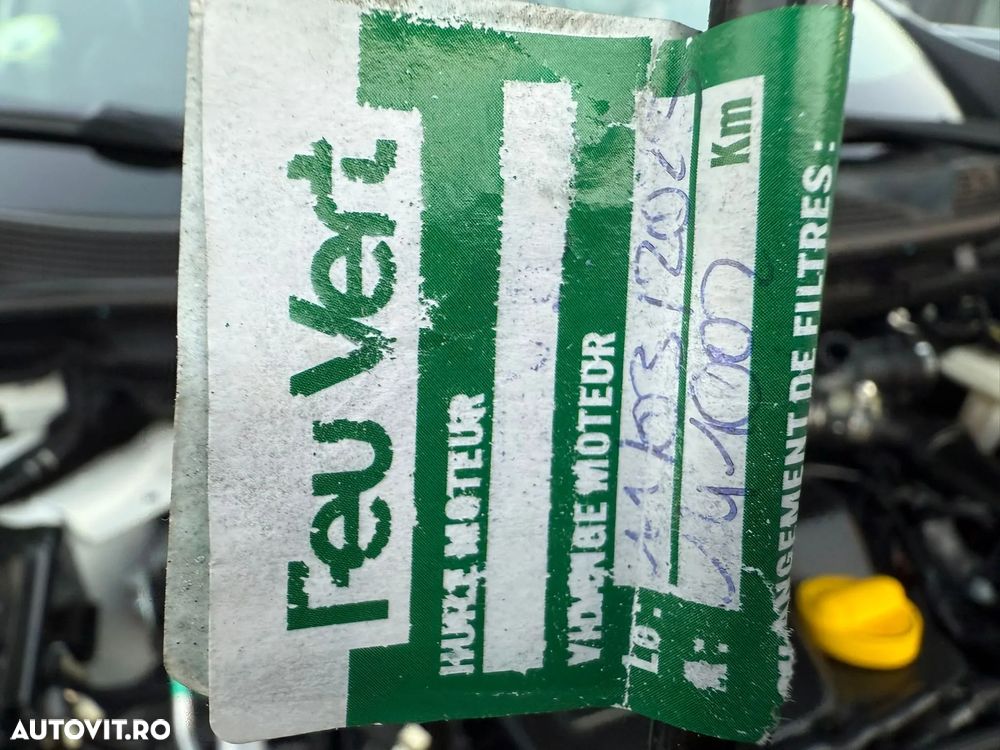 Feu Vert
HUILE MOTEUR
VIDANGE MOTEUR
LE :
À :
Km
CHANGEMENT DE FILTRES :
AUTOVIT.RO